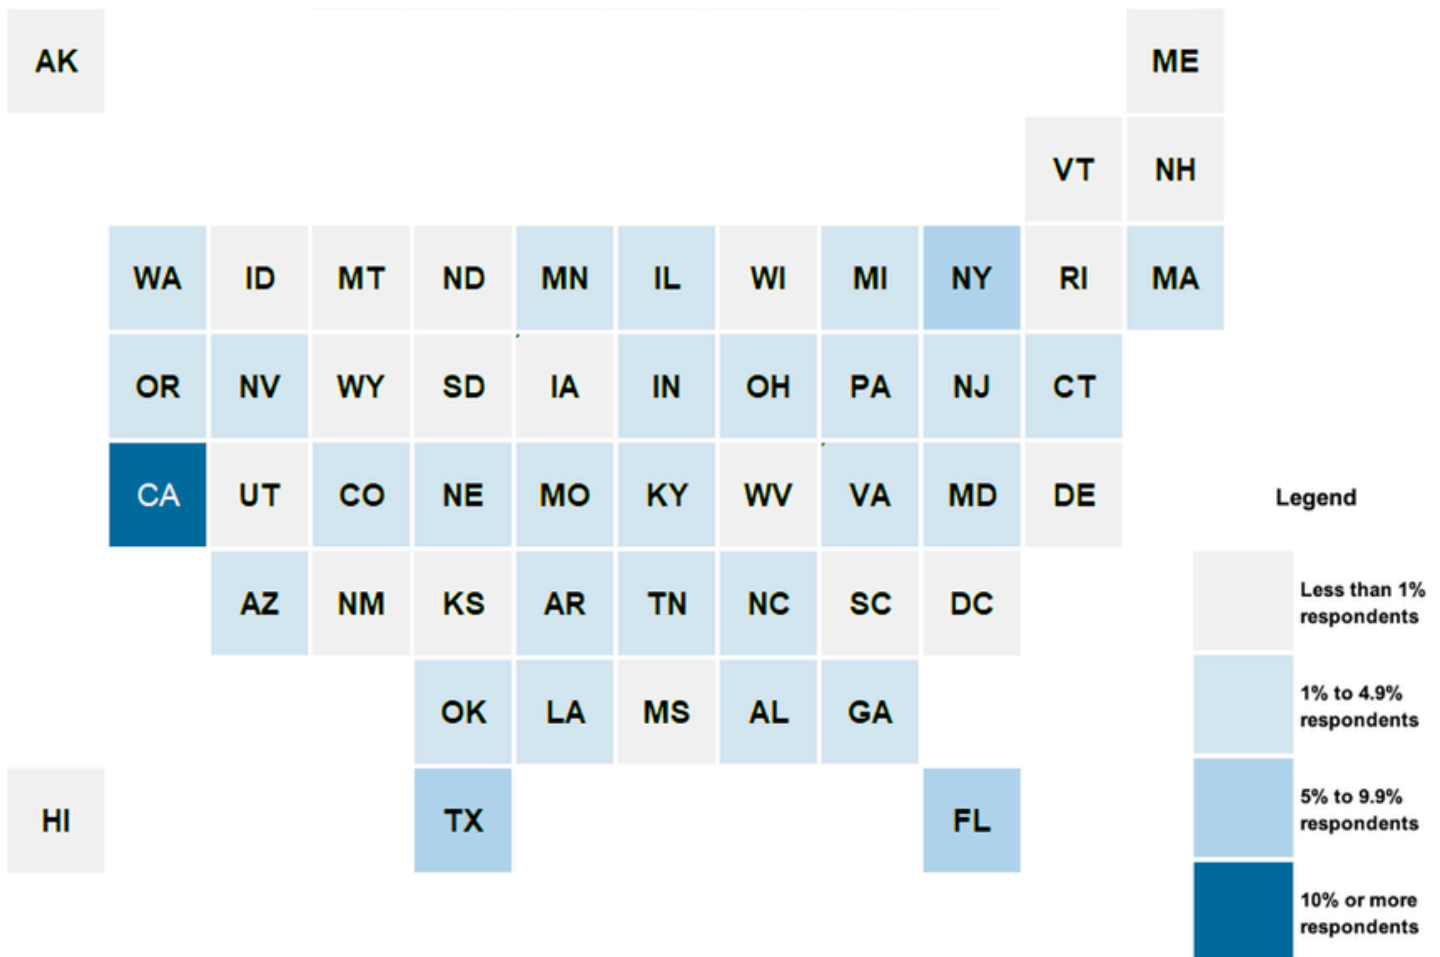 AK ME
VT NH
WA ID MT ND MN IL WI MI NY RI MA
OR NV WY SD IA IN OH PA NJ CT
CA UT CO NE MO KY WV VA MD DE
AZ NM KS AR TN NC SC DC
OK LA MS AL GA
HI TX FL
Legend
Less than 1%
respondents
1% to 4.9%
respondents
5% to 9.9%
respondents
10% or more
respondents